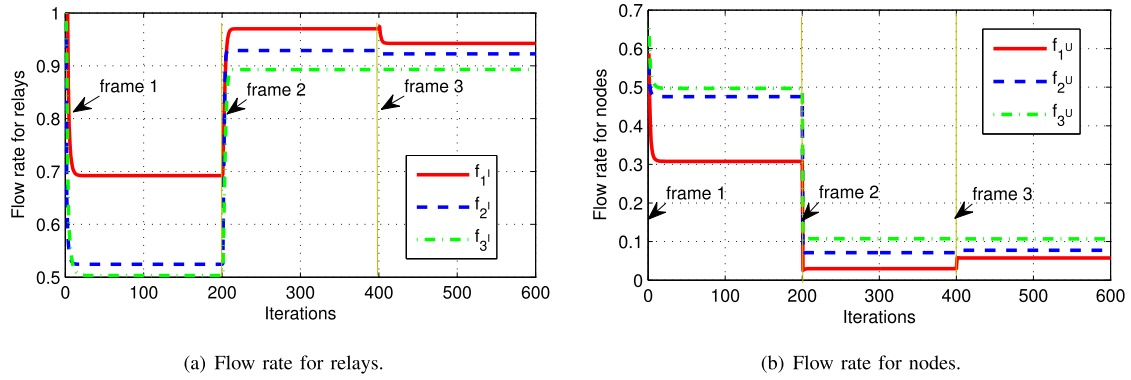 1
0.9
0.8
0.7
0.6
0.5
0 100 200 300 400 500 600
Flow rate for relays
Iterations
frame 1
frame 2
frame 3
f₁ᴵ
f₂ᴵ
f₃ᴵ
(a) Flow rate for relays.
0.7
0.6
0.5
0.4
0.3
0.2
0.1
0
0 100 200 300 400 500 600
Flow rate for nodes
Iterations
frame 1
frame 2
frame 3
f₁ᵁ
f₂ᵁ
f₃ᵁ
(b) Flow rate for nodes.